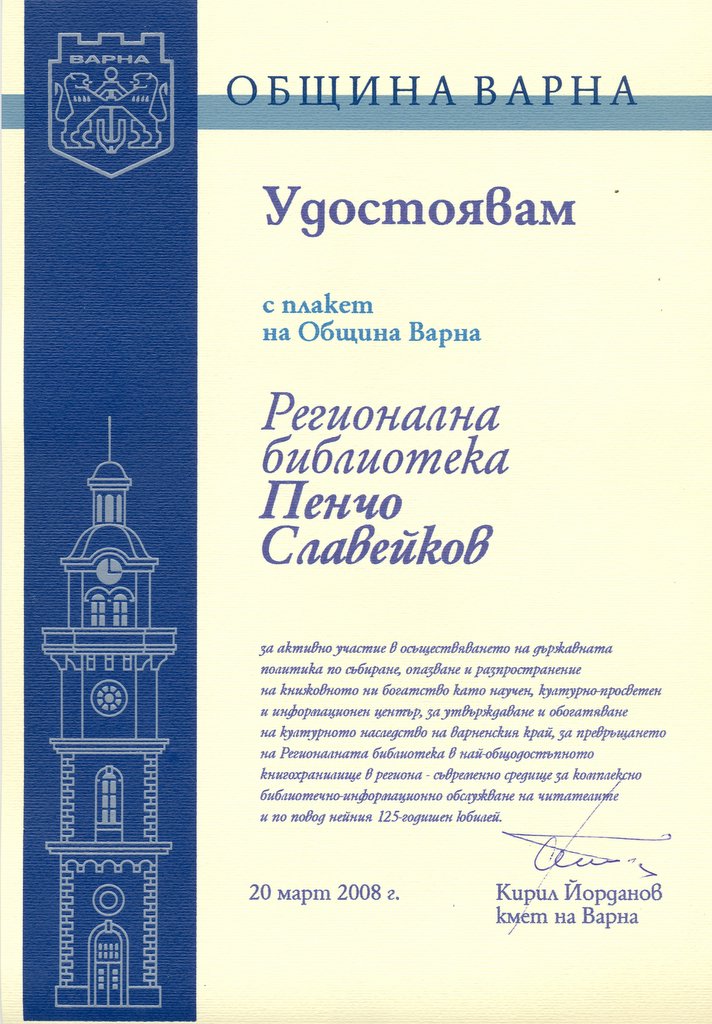 ВАРНА
ОБЩИНА ВАРНА
Удостоявам
с плакет
на Община Варна
Регионална
библиотека
Пенчо
Славейков
за активно участие в осъществяването на държавната
политика по събиране, опазване и разпространение
на книжовното ни богатство като научен, културно-просветен
и информационен център, за утвърждаване и обогатяване
на културното наследство на варненския край, за превръщането
на Регионалната библиотека в най-общодостъпното
книгохранилище в региона - съвременно средище за комплексно
библиотечно-информационно обслужване на читателите
и по повод нейния 125-годишен юбилей.
20 март 2008 г.
Кирил Йорданов
кмет на Варна